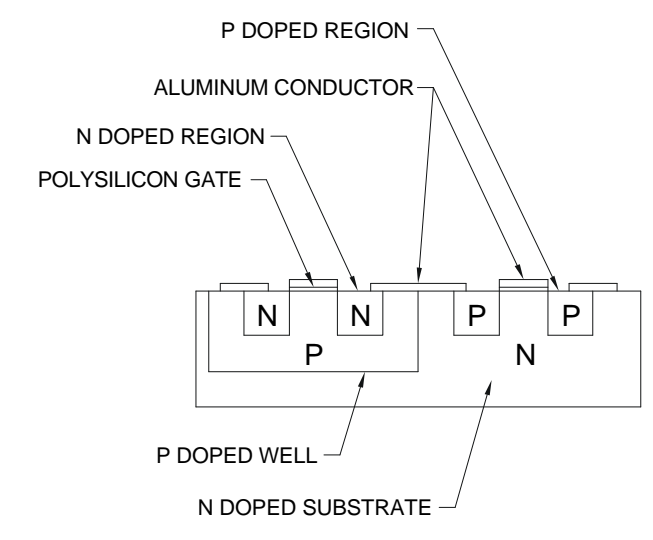 P DOPED REGION
ALUMINUM CONDUCTOR
N DOPED REGION
POLYSILICON GATE
N N P P
P N
P DOPED WELL
N DOPED SUBSTRATE